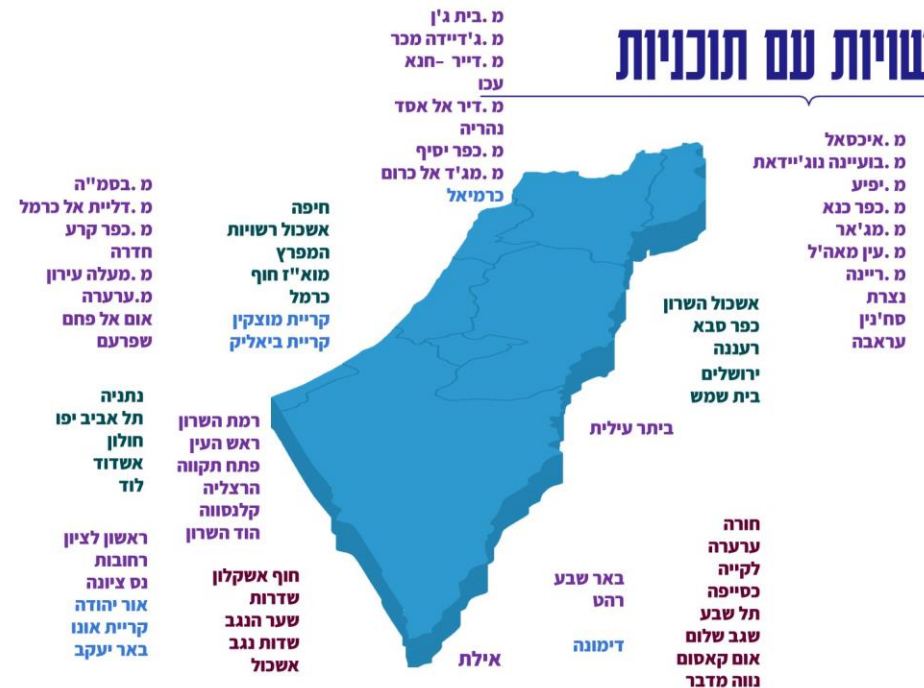 שויות עם תוכניות
מ .בית ג'ן
מ .ג'דיידה מכר
מ .דייר -חנא
עכו
מ .דיר אל אסד
נהריה
מ .כפר יסיף
מ .מג'ד אל כרום
כרמיאל
מ .איכסאל
מ .בועיינה נוג'יידאת
מ .יפיע
מ .כפר כנא
מ .מג'אר
מ .עין מאה'ל
מ .ריינה
נצרת
סח'נין
עראבה
מ .בסמ"ה
מ .דליית אל כרמל
מ .כפר קרע
חדרה
מ .מעלה עירון
מ.ערערה
אום אל פחם
שפרעם
חיפה
אשכול רשויות
המפרץ
מוא"ז חוף
כרמל
קריית מוצקין
קריית ביאליק
אשכול השרון
כפר סבא
רעננה
ירושלים
בית שמש
נתניה
תל אביב יפו
חולון
אשדוד
לוד
רמת השרון
ראש העין
פתח תקווה
הרצליה
קלנסווה
הוד השרון
ביתר עילית
ראשון לציון
רחובות
נס ציונה
אור יהודה
קריית אונו
באר יעקב
חוף אשקלון
שדרות
שער הנגב
שדות נגב
אשכול
באר שבע
רהט
דימונה
אילת
חורה
ערערה
לקייה
כסייפה
תל שבע
שגב שלום
אום קאסום
נווה מדבר